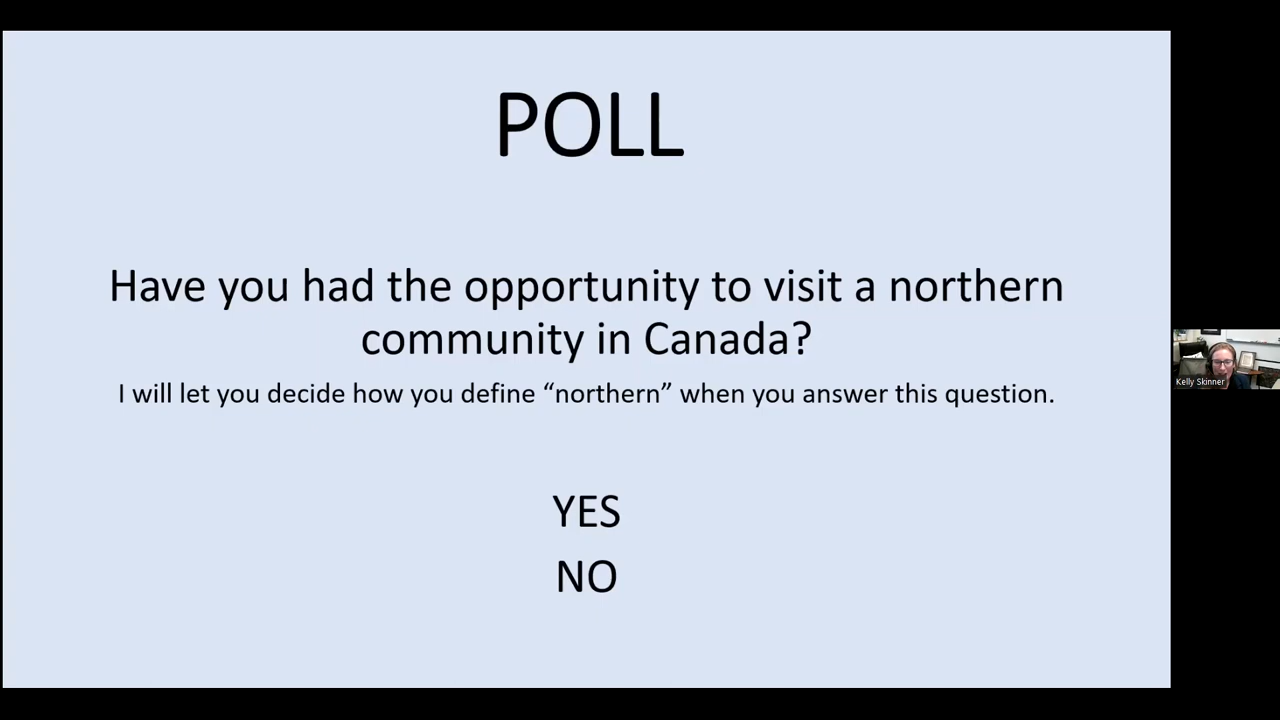 POLL
Have you had the opportunity to visit a northern
community in Canada?
I will let you decide how you define “northern” when you answer this question.
YES
NO
Kelly Skinner